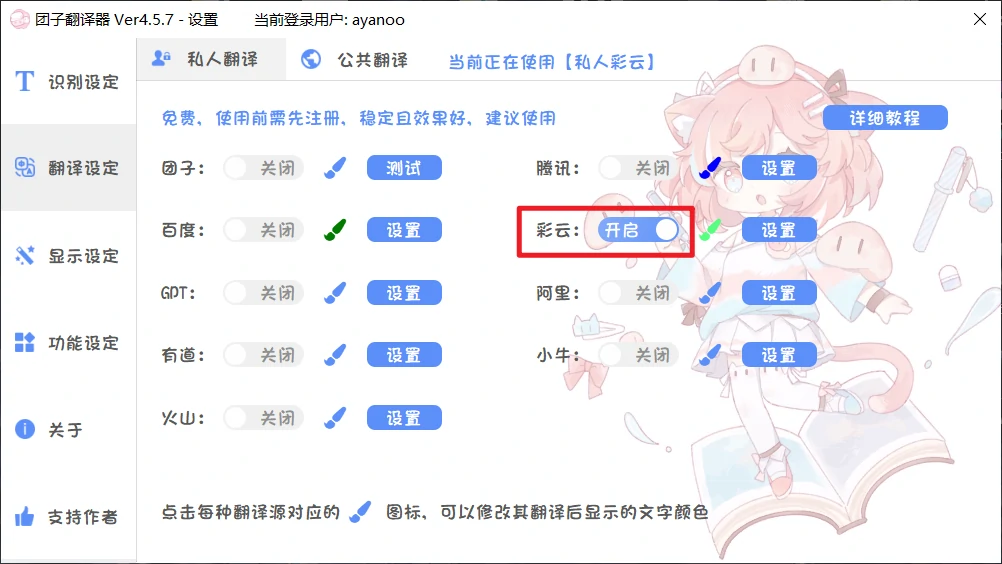 团子翻译器 Ver4.5.7 - 设置 当前登录用户: ayanoo
识别设定
翻译设定
显示设定
功能设定
关于
支持作者
私人翻译 公共翻译 当前正在使用【私人彩云】
免费, 使用前需先注册, 稳定且效果好, 建议使用 详细教程
团子: 关闭 测试 腾讯: 关闭 设置
百度: 关闭 设置 彩云: 开启 设置
GPT: 关闭 设置 阿里: 关闭 设置
有道: 关闭 设置 小牛: 关闭 设置
火山: 关闭 设置
点击每种翻译源对应的 图标, 可以修改其翻译后显示的文字颜色